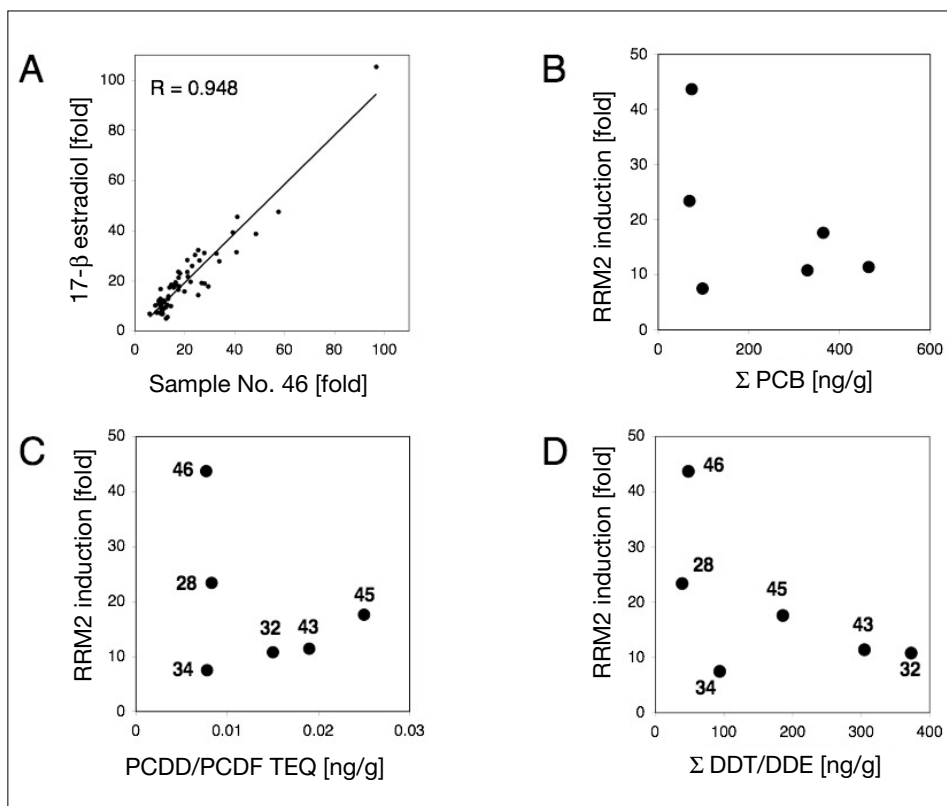 A
R = 0.948
17-β estradiol [fold]
100
80
60
40
20
0
0 20 40 60 80 100
Sample No. 46 [fold]
B
RRM2 induction [fold]
50
40
30
20
10
0
0 200 400 600
Σ PCB [ng/g]
C
RRM2 induction [fold]
50
40
30
20
10
0
46
28
34
32
43
45
0 0.01 0.02 0.03
PCDD/PCDF TEQ [ng/g]
D
RRM2 induction [fold]
50
40
30
20
10
0
46
28
45
34
43
32
0 100 200 300 400
Σ DDT/DDE [ng/g]